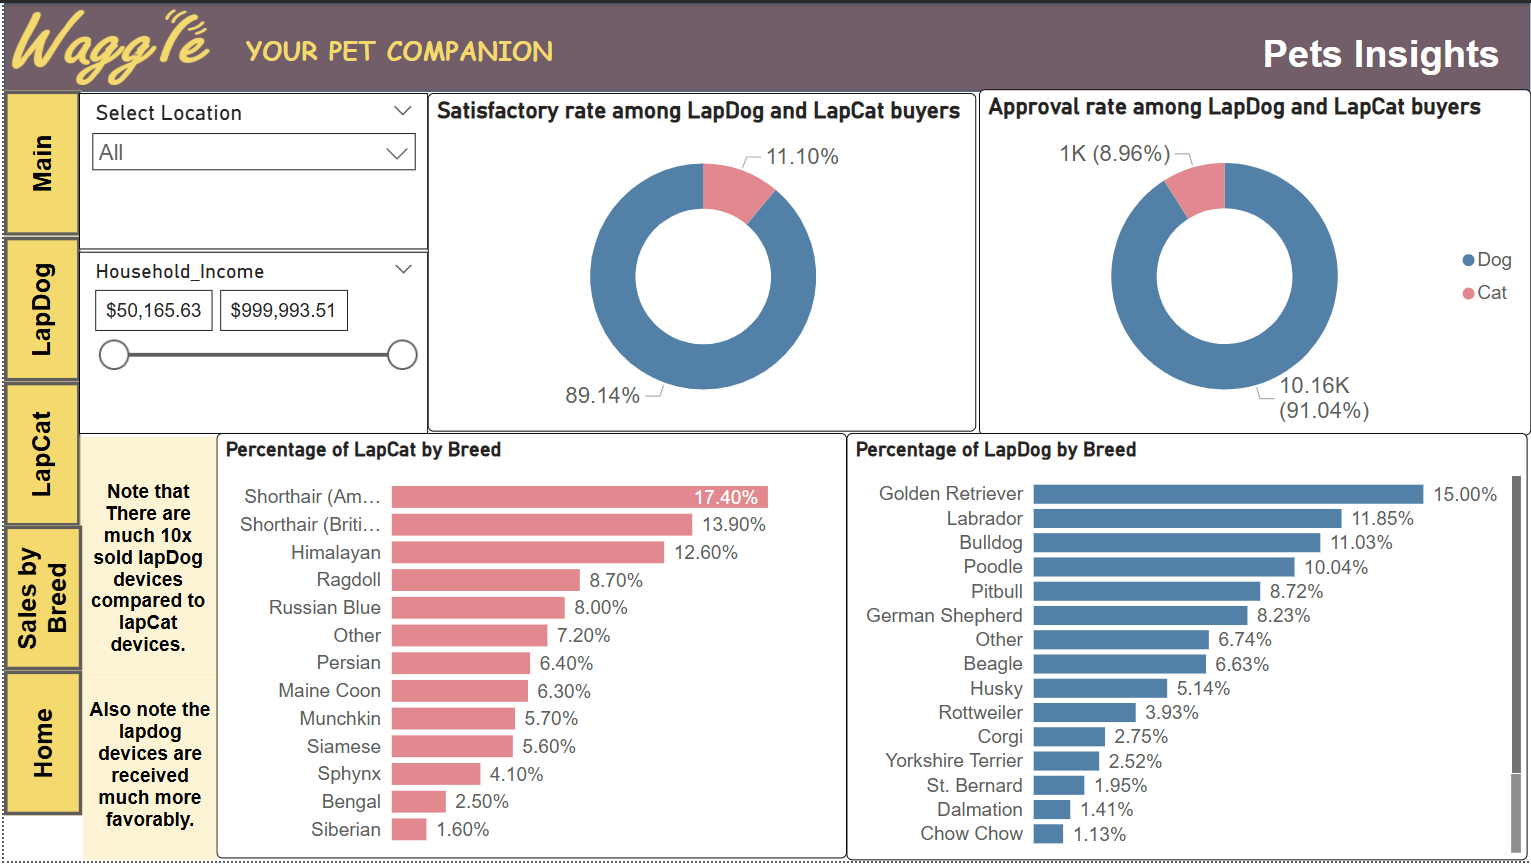 Waggle
YOUR PET COMPANION
Pets Insights
Main
LapDog
LapCat
Sales by
Breed
Home
Select Location
All
Household_Income
$50,165.63
$999,993.51
Satisfactory rate among LapDog and LapCat buyers
11.10%
89.14%
Approval rate among LapDog and LapCat buyers
1K (8.96%)
10.16K
(91.04%)
Dog
Cat
Note that
There are
much 10x
sold lapDog
devices
compared to
lapCat
devices.
Also note the
lapdog
devices are
received
much more
favorably.
Percentage of LapCat by Breed
Shorthair (Am... 17.40%
Shorthair (Briti... 13.90%
Himalayan 12.60%
Ragdoll 8.70%
Russian Blue 8.00%
Other 7.20%
Persian 6.40%
Maine Coon 6.30%
Munchkin 5.70%
Siamese 5.60%
Sphynx 4.10%
Bengal 2.50%
Siberian 1.60%
Percentage of LapDog by Breed
Golden Retriever 15.00%
Labrador 11.85%
Bulldog 11.03%
Poodle 10.04%
Pitbull 8.72%
German Shepherd 8.23%
Other 6.74%
Beagle 6.63%
Husky 5.14%
Rottweiler 3.93%
Corgi 2.75%
Yorkshire Terrier 2.52%
St. Bernard 1.95%
Dalmation 1.41%
Chow Chow 1.13%